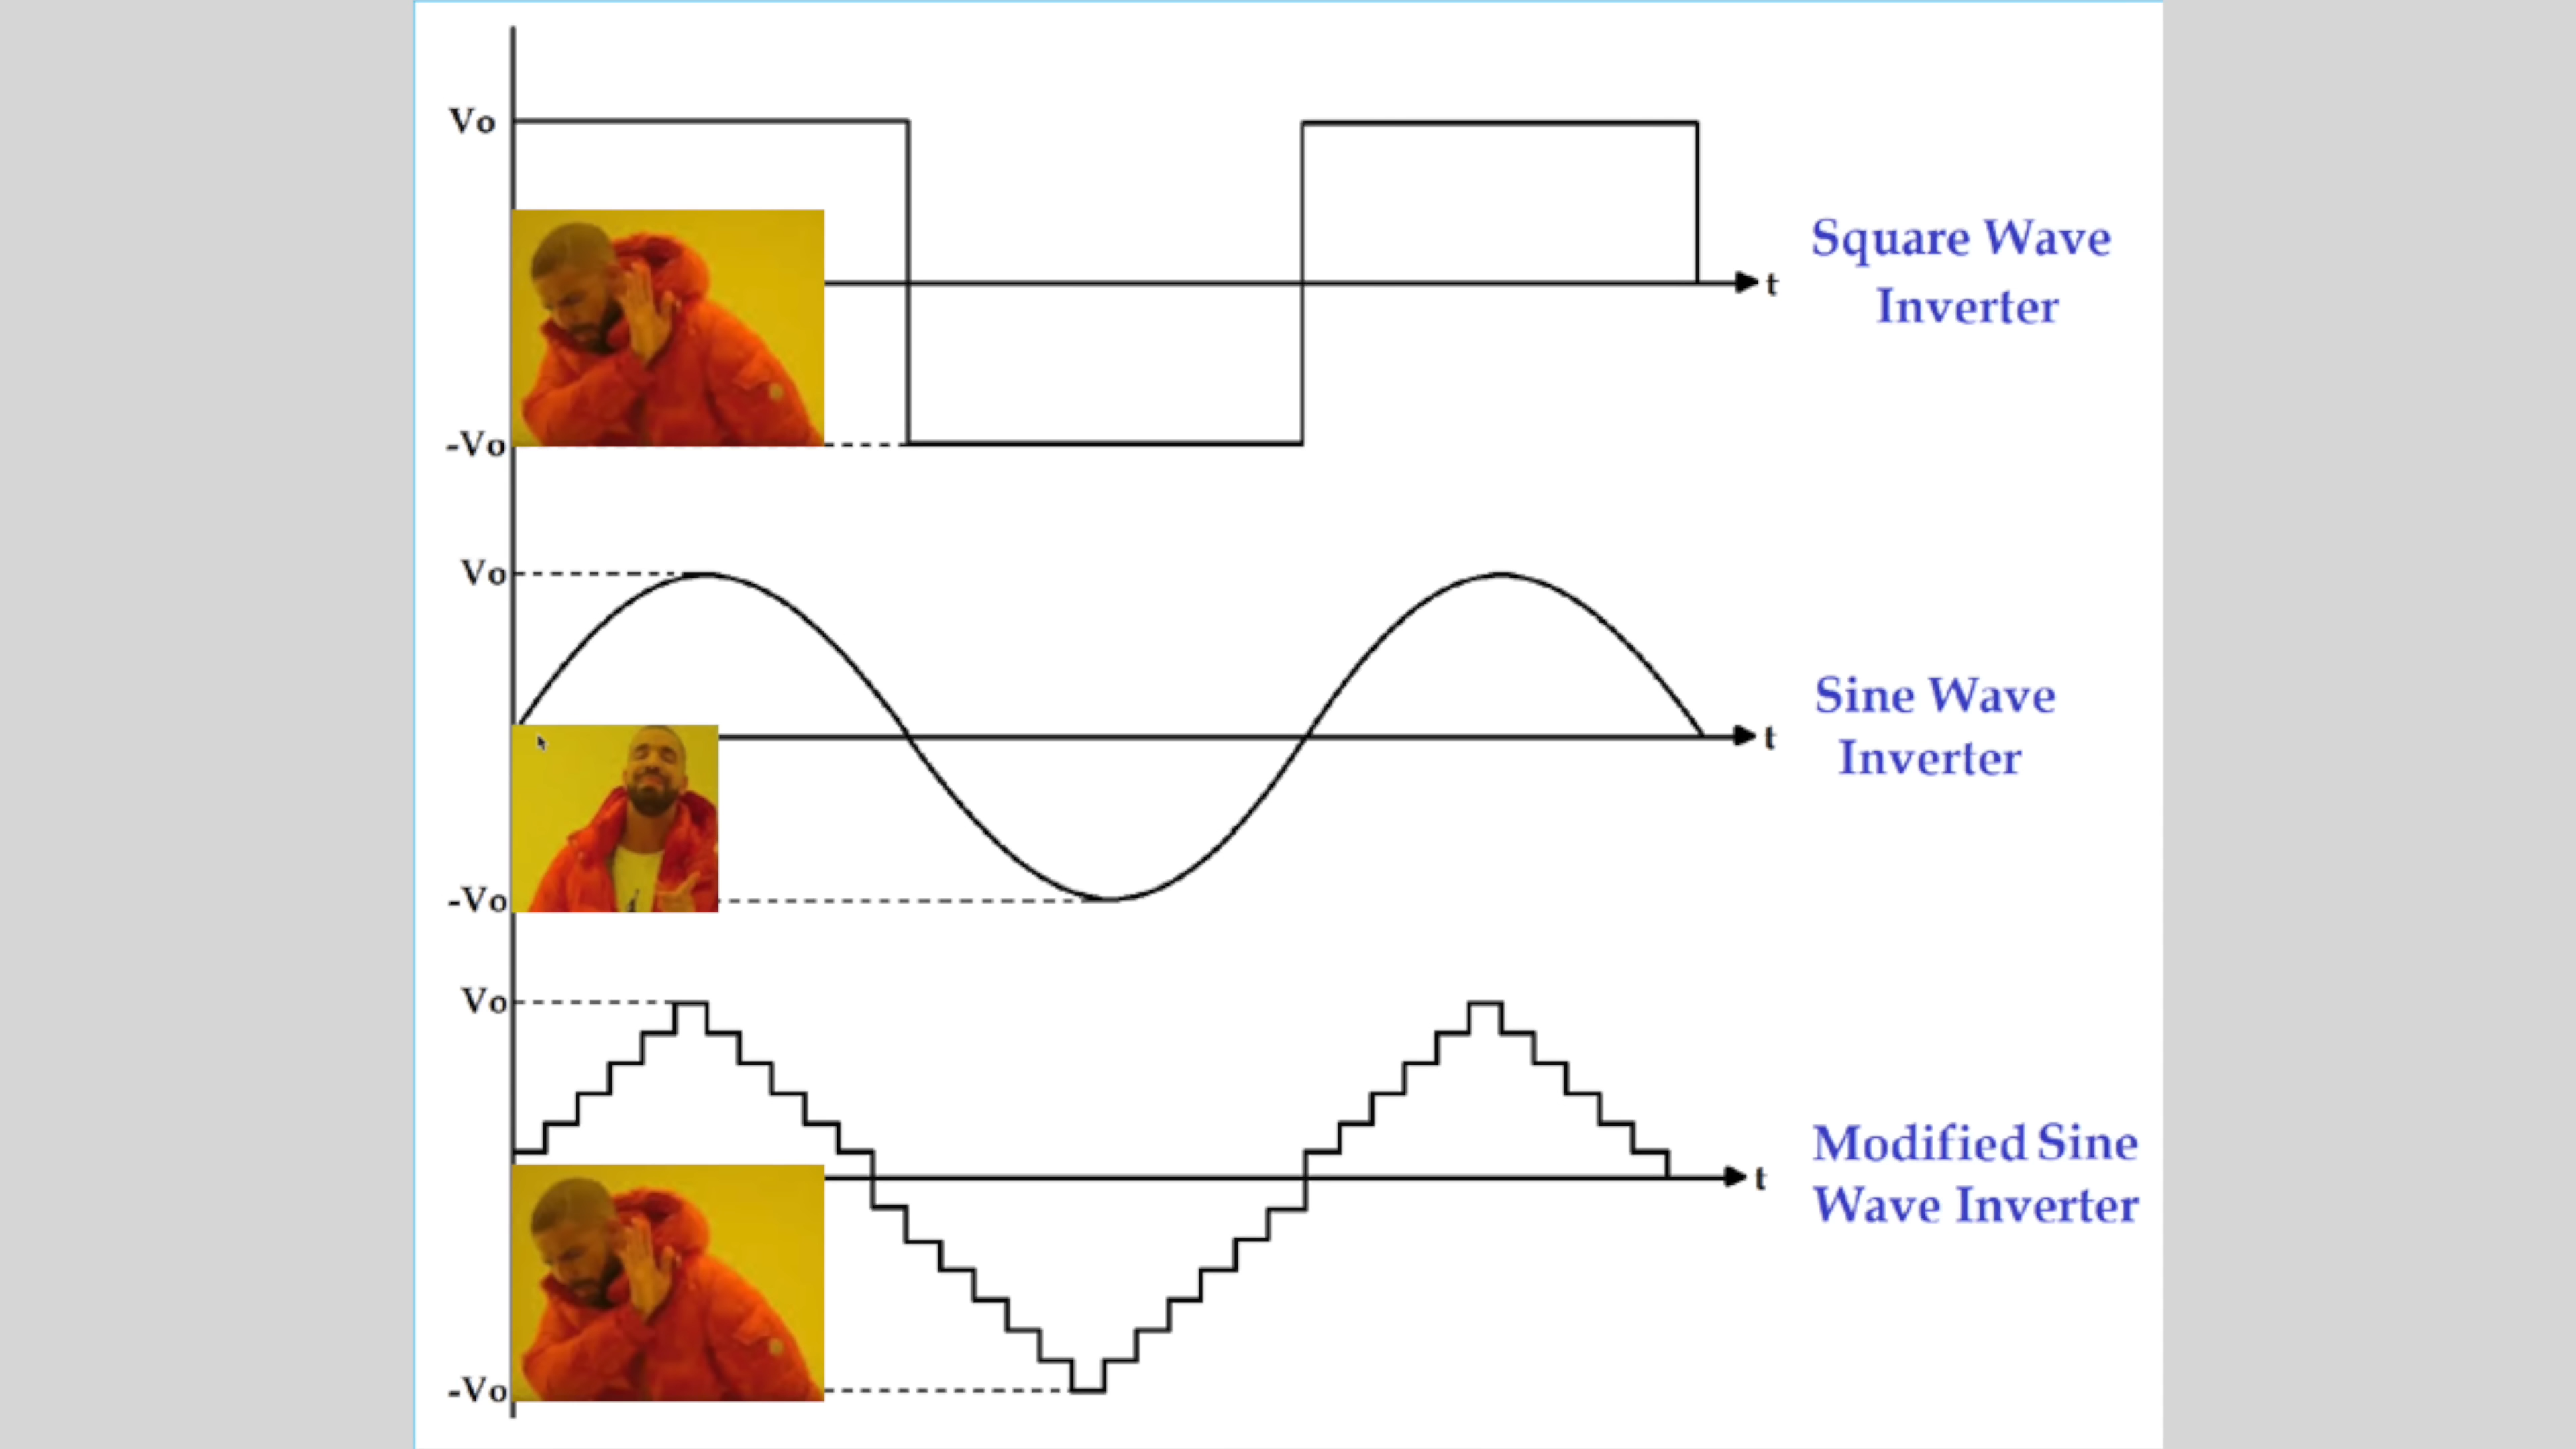 Vo
t
Square Wave
Inverter
-Vo
Vo
t
Sine Wave
Inverter
-Vo
Vo
t
Modified Sine
Wave Inverter
-Vo